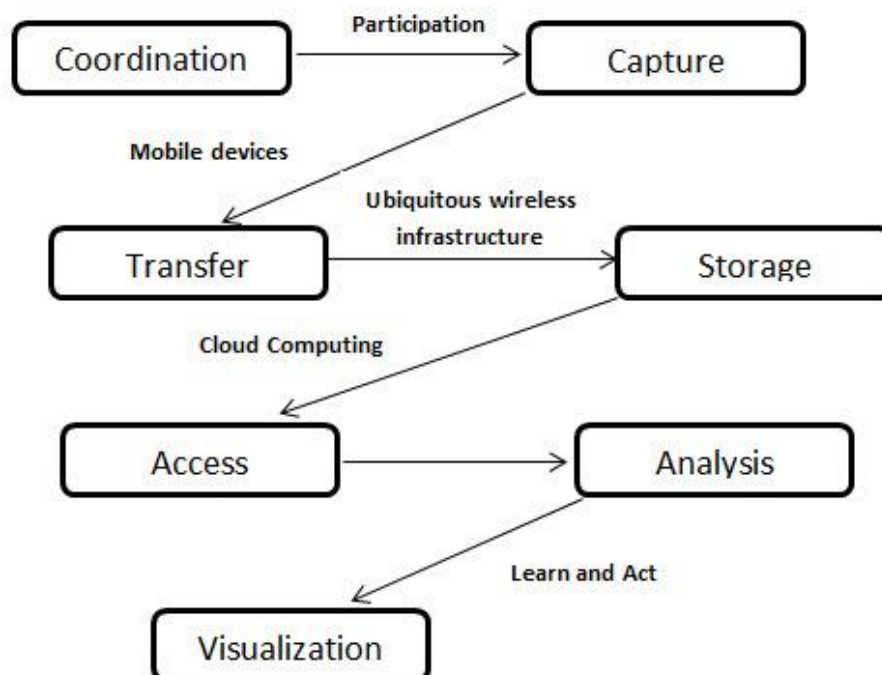 Participation
Coordination
Capture
Mobile devices
Ubiquitous wireless
infrastructure
Transfer
Storage
Cloud Computing
Access
Analysis
Learn and Act
Visualization